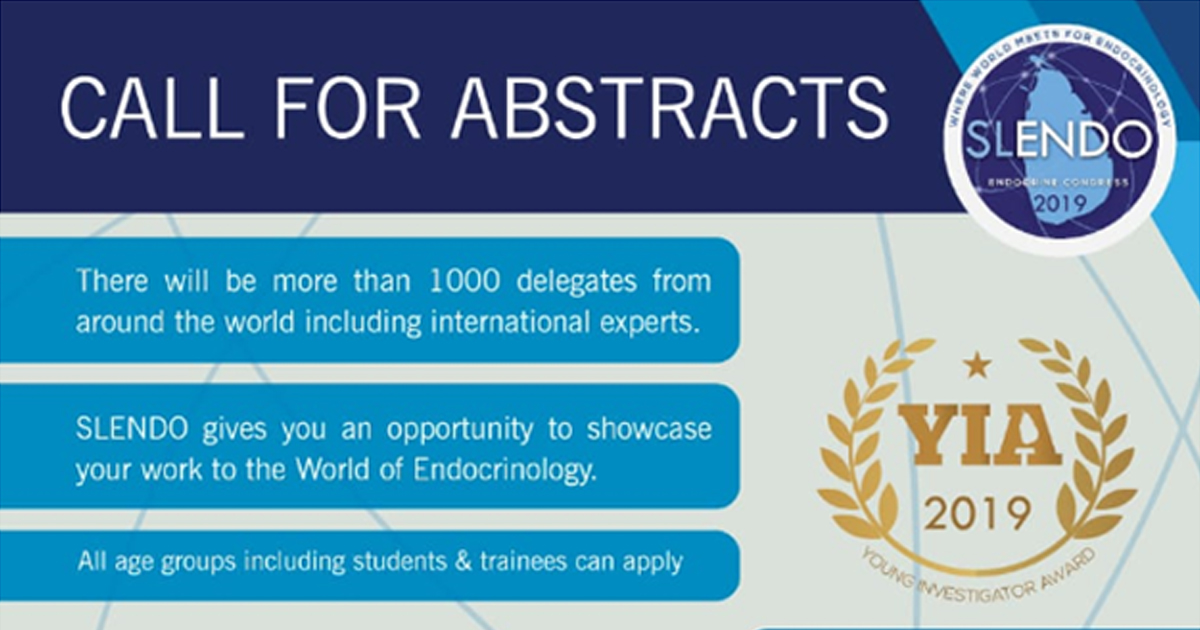 CALL FOR ABSTRACTS
WHERE WORLD MEETS FOR ENDOCRINOLOGY
SLENDO
ENDOCRINE CONGRESS
2019
There will be more than 1000 delegates from
around the world including international experts.
SLENDO gives you an opportunity to showcase
your work to the World of Endocrinology.
All age groups including students & trainees can apply
YIA
2019
YOUNG INVESTIGATOR AWARD